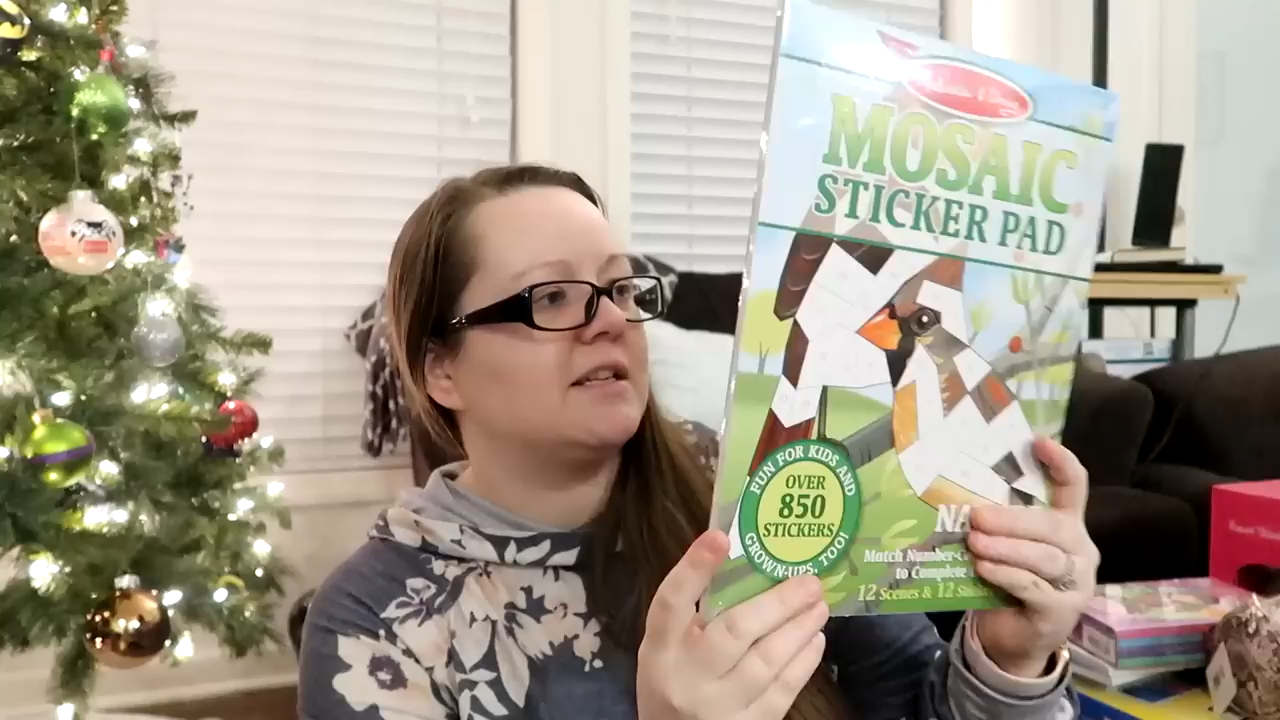 MOSAIC
STICKER PAD
FUN FOR KIDS AND
OVER
850
STICKERS
GROWN-UPS, TOO!
NA
Match Number-C
to Complete
12 Scenes & 12